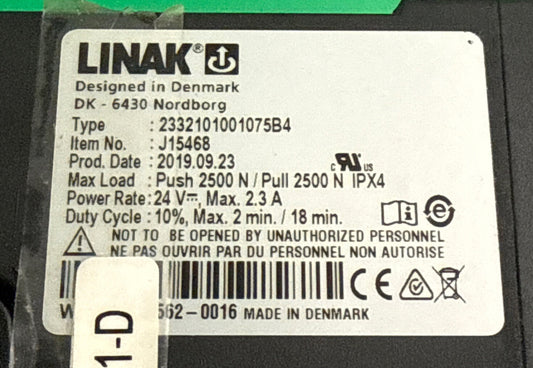 LINAK®
Designed in Denmark
DK - 6430 Nordborg
Type : 2332101001075B4
Item No. : J15468
Prod. Date : 2019.09.23
c RU us
Max Load : Push 2500 N / Pull 2500 N IPX4
Power Rate : 24 V⎓, Max. 2.3 A
Duty Cycle : 10%, Max. 2 min. / 18 min.
NOT TO BE OPENED BY UNAUTHORIZED PERSONNEL
NE PAS OUVRIR PAR DU PERSONNEL NON AUTORISE
CE
562-0016 MADE IN DENMARK
1-D